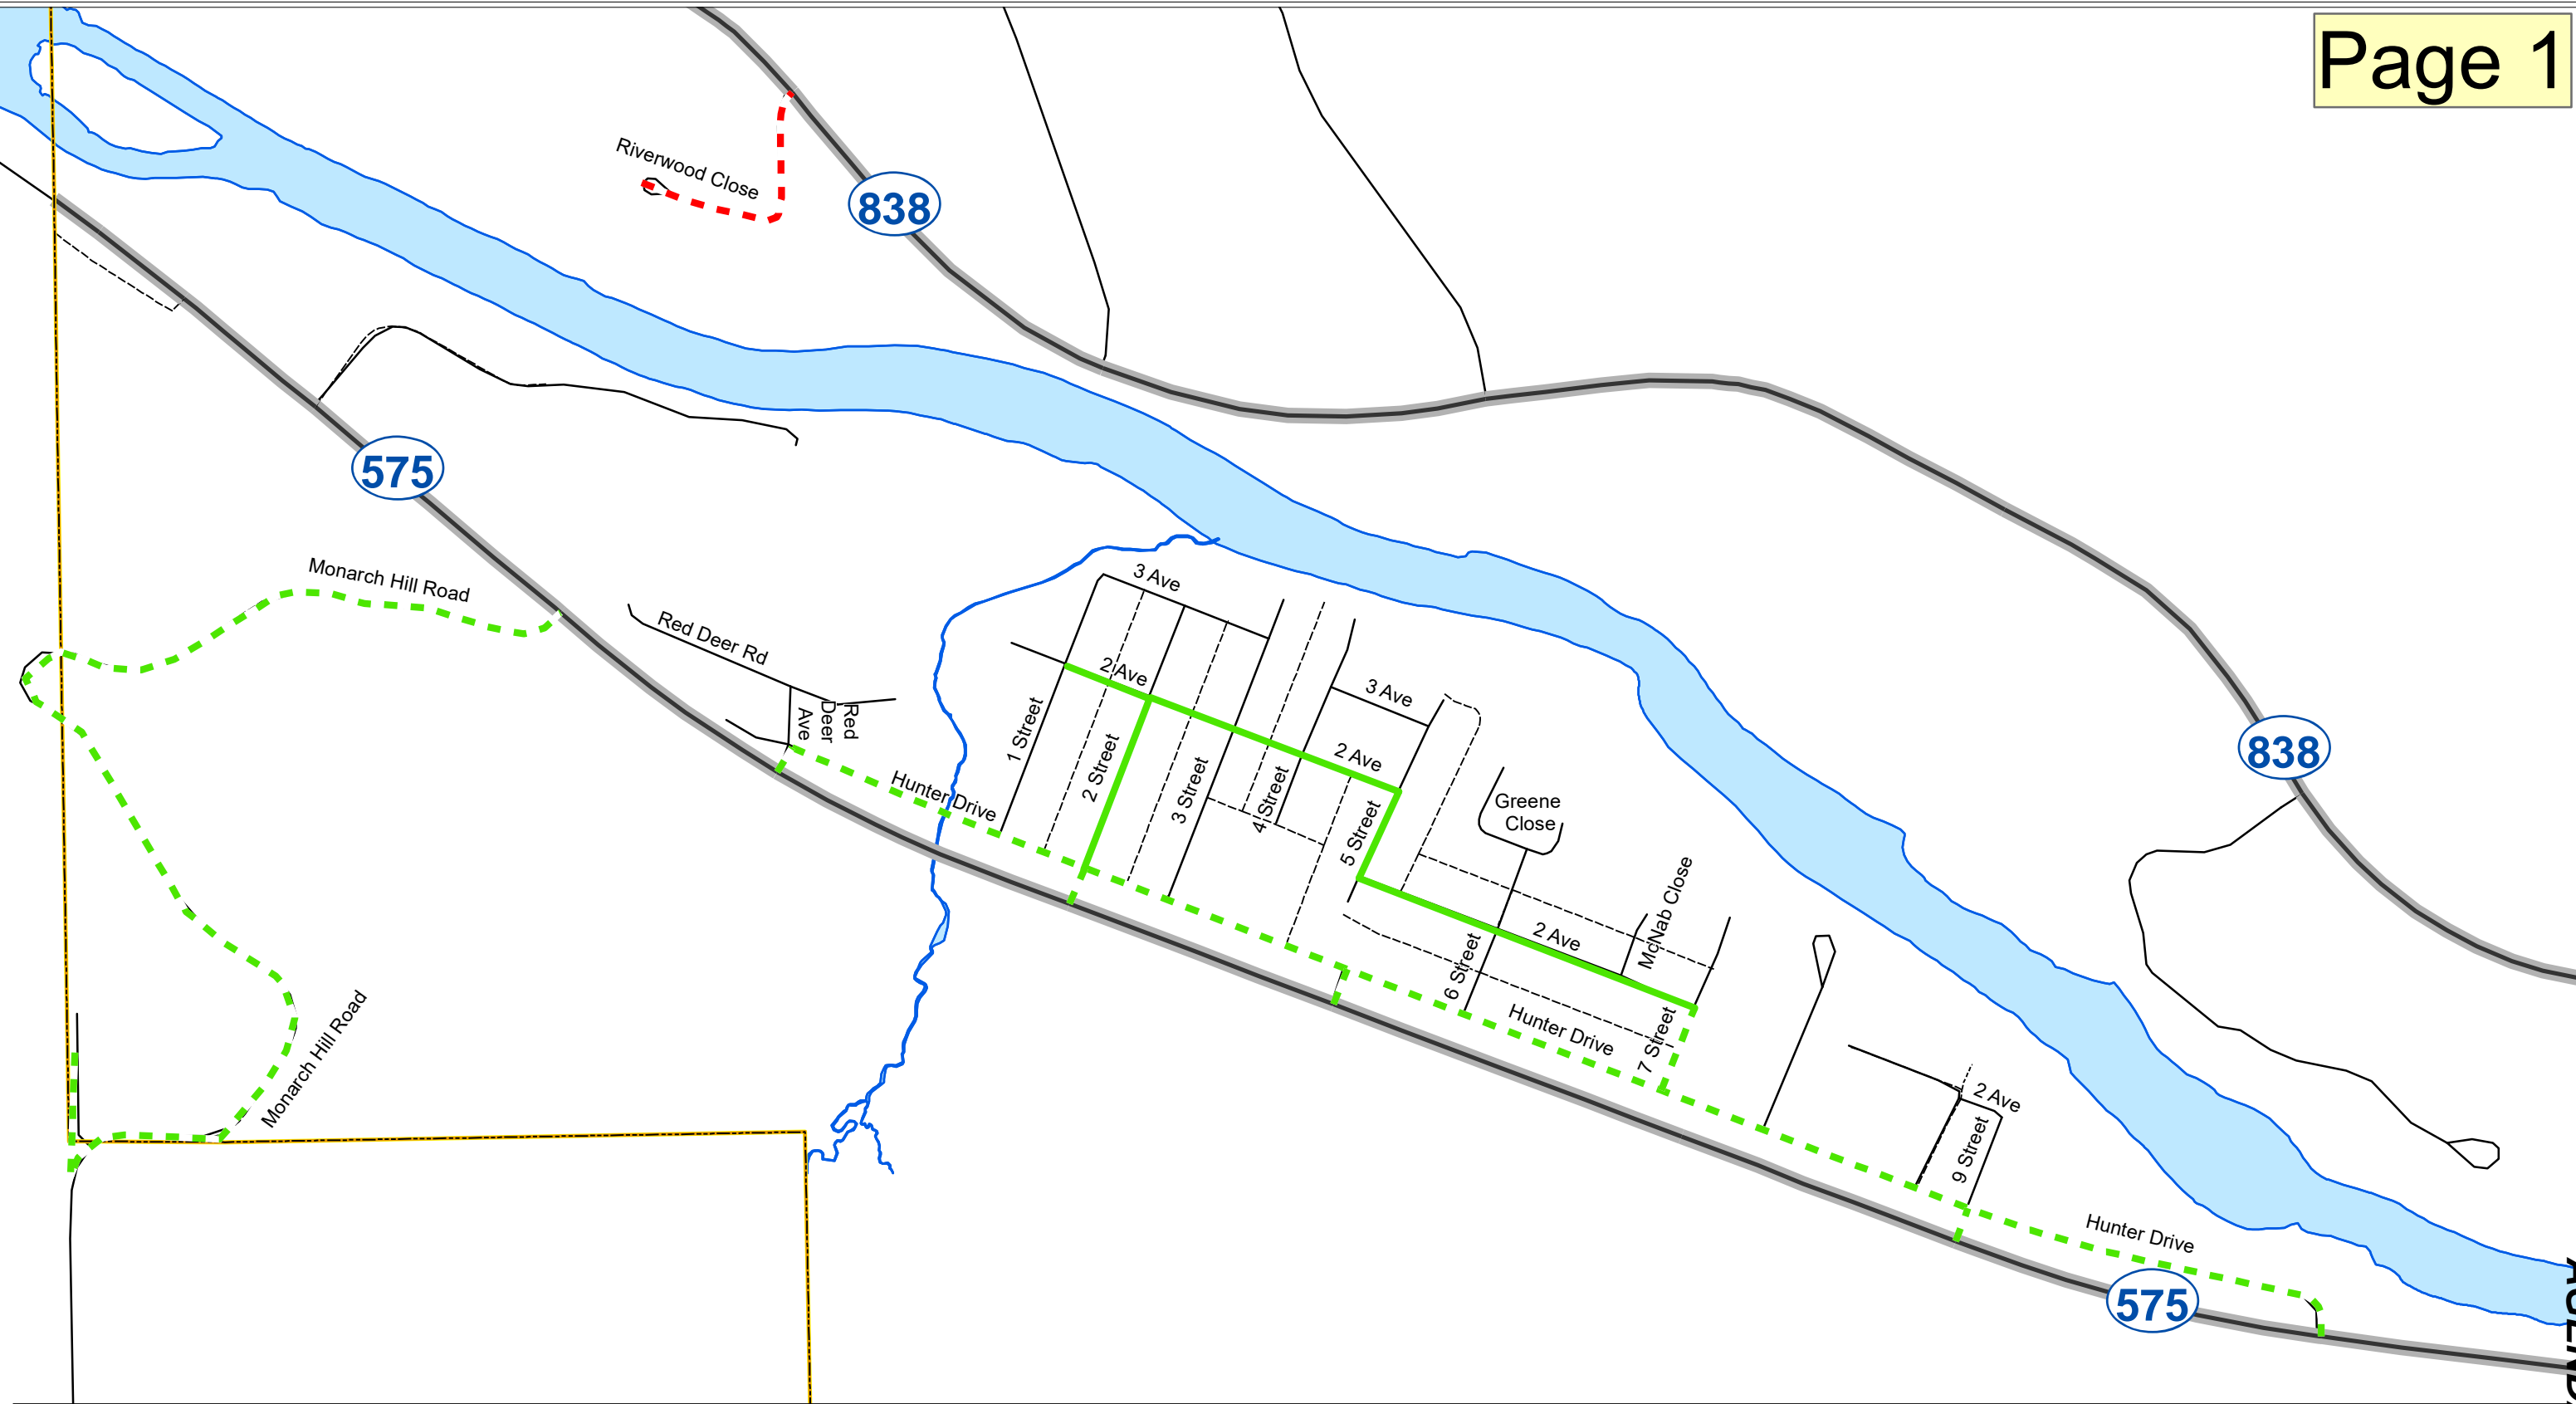 Page 1
Riverwood Close
838
575
Monarch Hill Road
3 Ave
Red Deer Rd
2 Ave
Red
Deer
Ave
3 Ave
1 Street
2 Street
2 Ave
838
Hunter Drive
3 Street
4 Street
5 Street
Greene
Close
McNab Close
2 Ave
6 Street
Hunter Drive
7 Street
Monarch Hill Road
2 Ave
9 Street
Hunter Drive
575